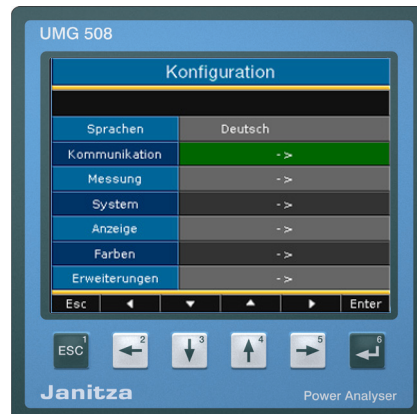 UMG 508
Konfiguration
Sprachen Deutsch
Kommunikation ->
Messung ->
System ->
Anzeige ->
Farben ->
Erweiterungen ->
Esc ◄ ▼ ▲ ► Enter
ESC 1 ← 2 ↓ 3 ↑ 4 → 5 ↵ 6
Janitza Power Analyser